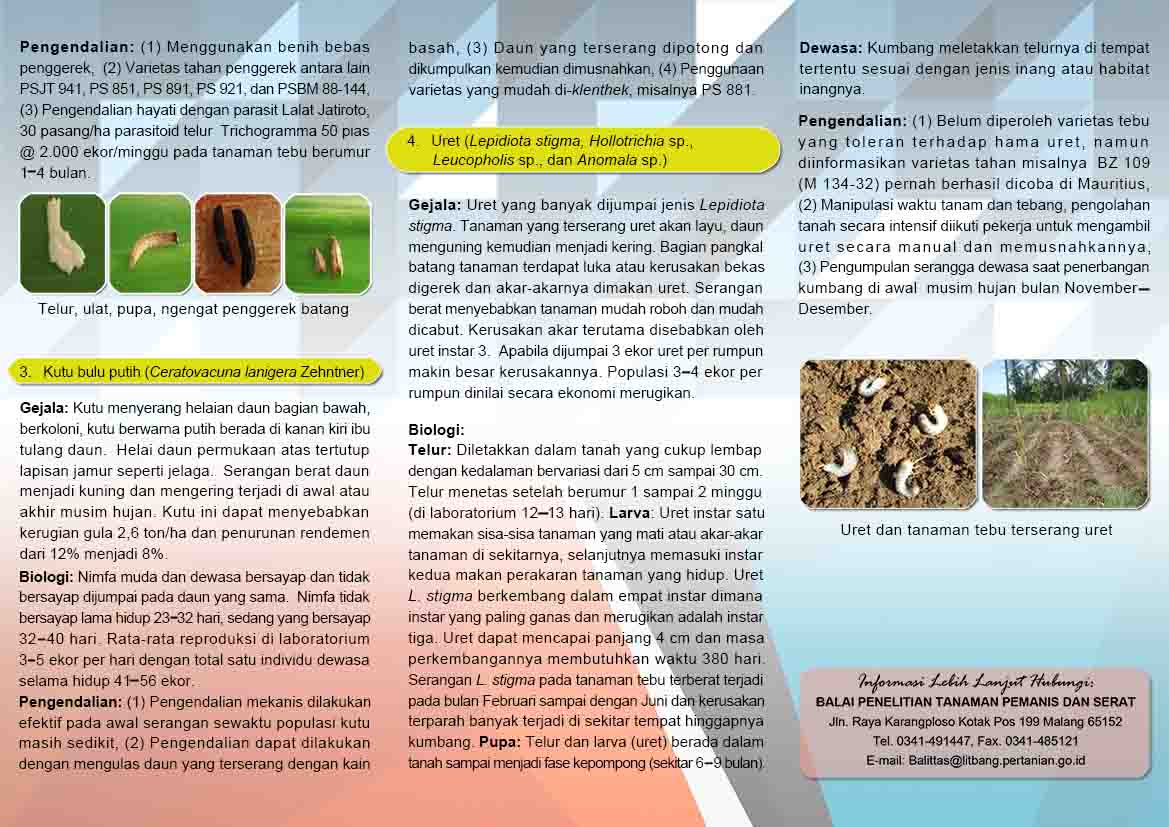 Pengendalian: (1) Menggunakan benih bebas
penggerek, (2) Varietas tahan penggerek antara lain
PSJT 941, PS 851, PS 891, PS 921, dan PSBM 88-144,
(3) Pengendalian hayati dengan parasit Lalat Jatiroto,
30 pasang/ha parasitoid telur Trichogramma 50 pias
@ 2.000 ekor/minggu pada tanaman tebu berumur
1–4 bulan.
Telur, ulat, pupa, ngengat penggerek batang
3. Kutu bulu putih (Ceratovacuna lanigera Zehntner)
Gejala: Kutu menyerang helaian daun bagian bawah,
berkoloni, kutu berwarna putih berada di kanan kiri ibu
tulang daun. Helai daun permukaan atas tertutup
lapisan jamur seperti jelaga. Serangan berat daun
menjadi kuning dan mengering terjadi di awal atau
akhir musim hujan. Kutu ini dapat menyebabkan
kerugian gula 2,6 ton/ha dan penurunan rendemen
dari 12% menjadi 8%.
Biologi: Nimfa muda dan dewasa bersayap dan tidak
bersayap dijumpai pada daun yang sama. Nimfa tidak
bersayap lama hidup 23–32 hari, sedang yang bersayap
32–40 hari. Rata-rata reproduksi di laboratorium
3–5 ekor per hari dengan total satu individu dewasa
selama hidup 41–56 ekor.
Pengendalian: (1) Pengendalian mekanis dilakukan
efektif pada awal serangan sewaktu populasi kutu
masih sedikit, (2) Pengendalian dapat dilakukan
dengan mengulas daun yang terserang dengan kain
basah, (3) Daun yang terserang dipotong dan
dikumpulkan kemudian dimusnahkan, (4) Penggunaan
varietas yang mudah di-klenthek, misalnya PS 881.
4. Uret (Lepidiota stigma, Hollotrichia sp.,
Leucopholis sp., dan Anomala sp.)
Gejala: Uret yang banyak dijumpai jenis Lepidiota
stigma. Tanaman yang terserang uret akan layu, daun
menguning kemudian menjadi kering. Bagian pangkal
batang tanaman terdapat luka atau kerusakan bekas
digerek dan akar-akarnya dimakan uret. Serangan
berat menyebabkan tanaman mudah roboh dan mudah
dicabut. Kerusakan akar terutama disebabkan oleh
uret instar 3. Apabila dijumpai 3 ekor uret per rumpun
makin besar kerusakannya. Populasi 3–4 ekor per
rumpun dinilai secara ekonomi merugikan.
Biologi:
Telur: Diletakkan dalam tanah yang cukup lembap
dengan kedalaman bervariasi dari 5 cm sampai 30 cm.
Telur menetas setelah berumur 1 sampai 2 minggu
(di laboratorium 12–13 hari). Larva: Uret instar satu
memakan sisa-sisa tanaman yang mati atau akar-akar
tanaman di sekitarnya, selanjutnya memasuki instar
kedua makan perakaran tanaman yang hidup. Uret
L. stigma berkembang dalam empat instar dimana
instar yang paling ganas dan merugikan adalah instar
tiga. Uret dapat mencapai panjang 4 cm dan masa
perkembangannya membutuhkan waktu 380 hari.
Serangan L. stigma pada tanaman tebu terberat terjadi
pada bulan Februari sampai dengan Juni dan kerusakan
terparah banyak terjadi di sekitar tempat hinggapnya
kumbang. Pupa: Telur dan larva (uret) berada dalam
tanah sampai menjadi fase kepompong (sekitar 6–9 bulan).
Dewasa: Kumbang meletakkan telurnya di tempat
tertentu sesuai dengan jenis inang atau habitat
inangnya.
Pengendalian: (1) Belum diperoleh varietas tebu
yang toleran terhadap hama uret, namun
diinformasikan varietas tahan misalnya BZ 109
(M 134-32) pernah berhasil dicoba di Mauritius,
(2) Manipulasi waktu tanam dan tebang, pengolahan
tanah secara intensif diikuti pekerja untuk mengambil
uret secara manual dan memusnahkannya,
(3) Pengumpulan serangga dewasa saat penerbangan
kumbang di awal musim hujan bulan November–
Desember.
Uret dan tanaman tebu terserang uret
Informasi Lebih Lanjut Hubungi:
BALAI PENELITIAN TANAMAN PEMANIS DAN SERAT
Jln. Raya Karangploso Kotak Pos 199 Malang 65152
Tel. 0341-491447, Fax. 0341-485121
E-mail: Balittas@litbang.pertanian.go.id